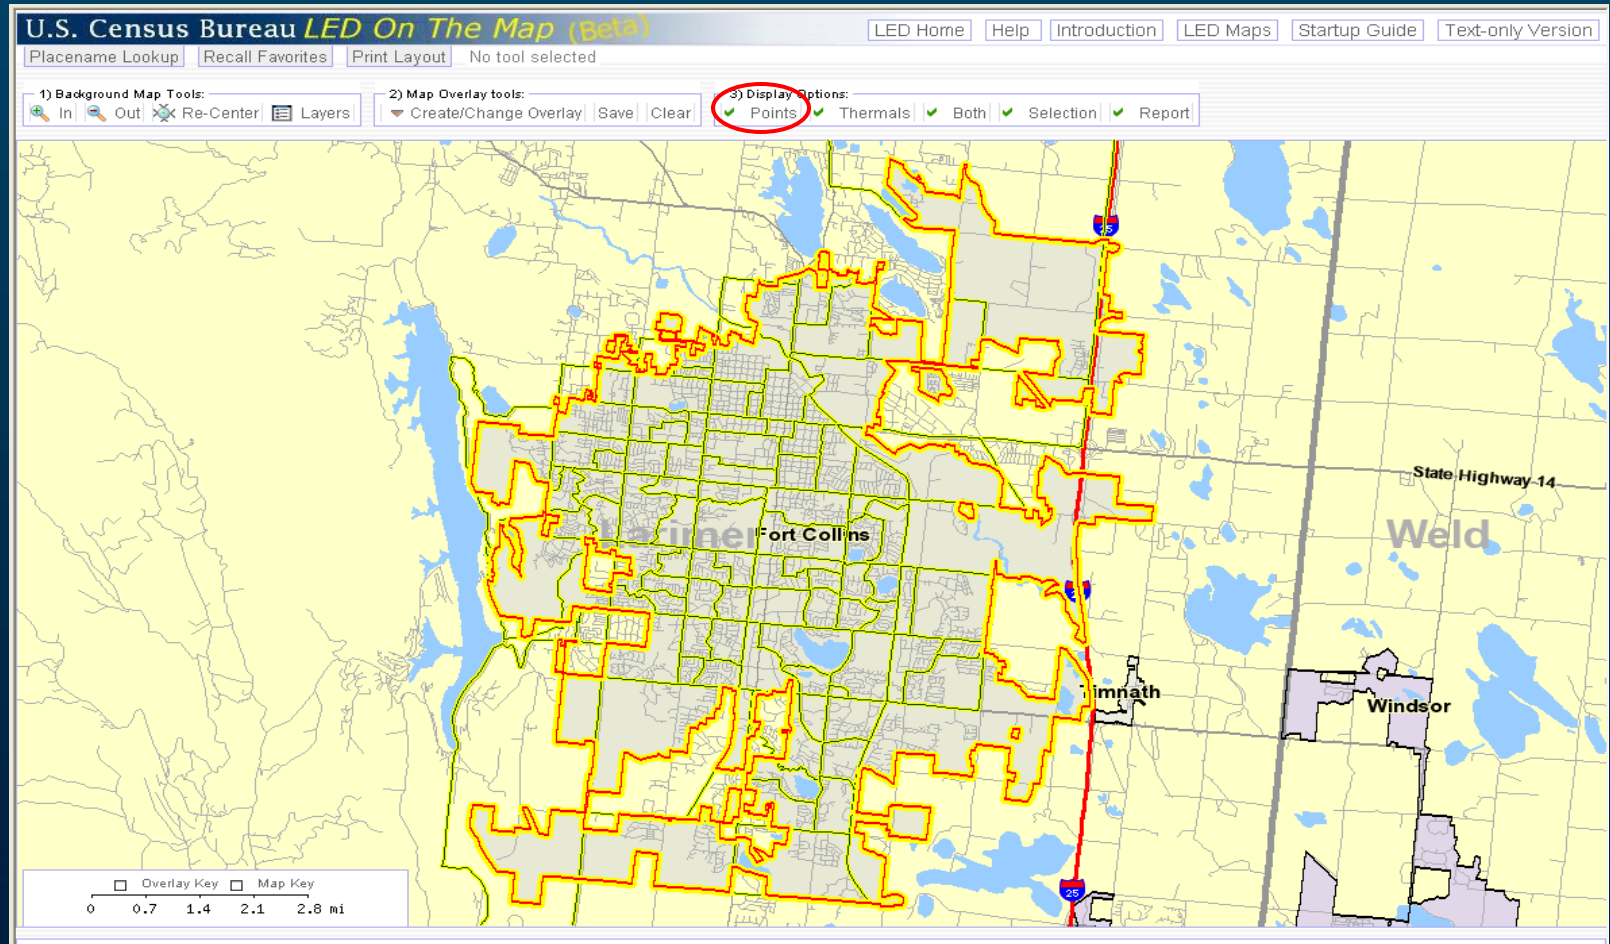 U.S. Census Bureau LED On The Map (Beta)
LED Home Help Introduction LED Maps Startup Guide Text-only Version
Placename Lookup Recall Favorites Print Layout No tool selected
1) Background Map Tools: 2) Map Overlay tools: 3) Display Options:
In Out Re-Center Layers Create/Change Overlay Save Clear Points Thermals Both Selection Report
25
State Highway 14
Larimer Fort Collins Weld
Timnath
Windsor
Overlay Key Map Key
25
0 0.7 1.4 2.1 2.8 mi